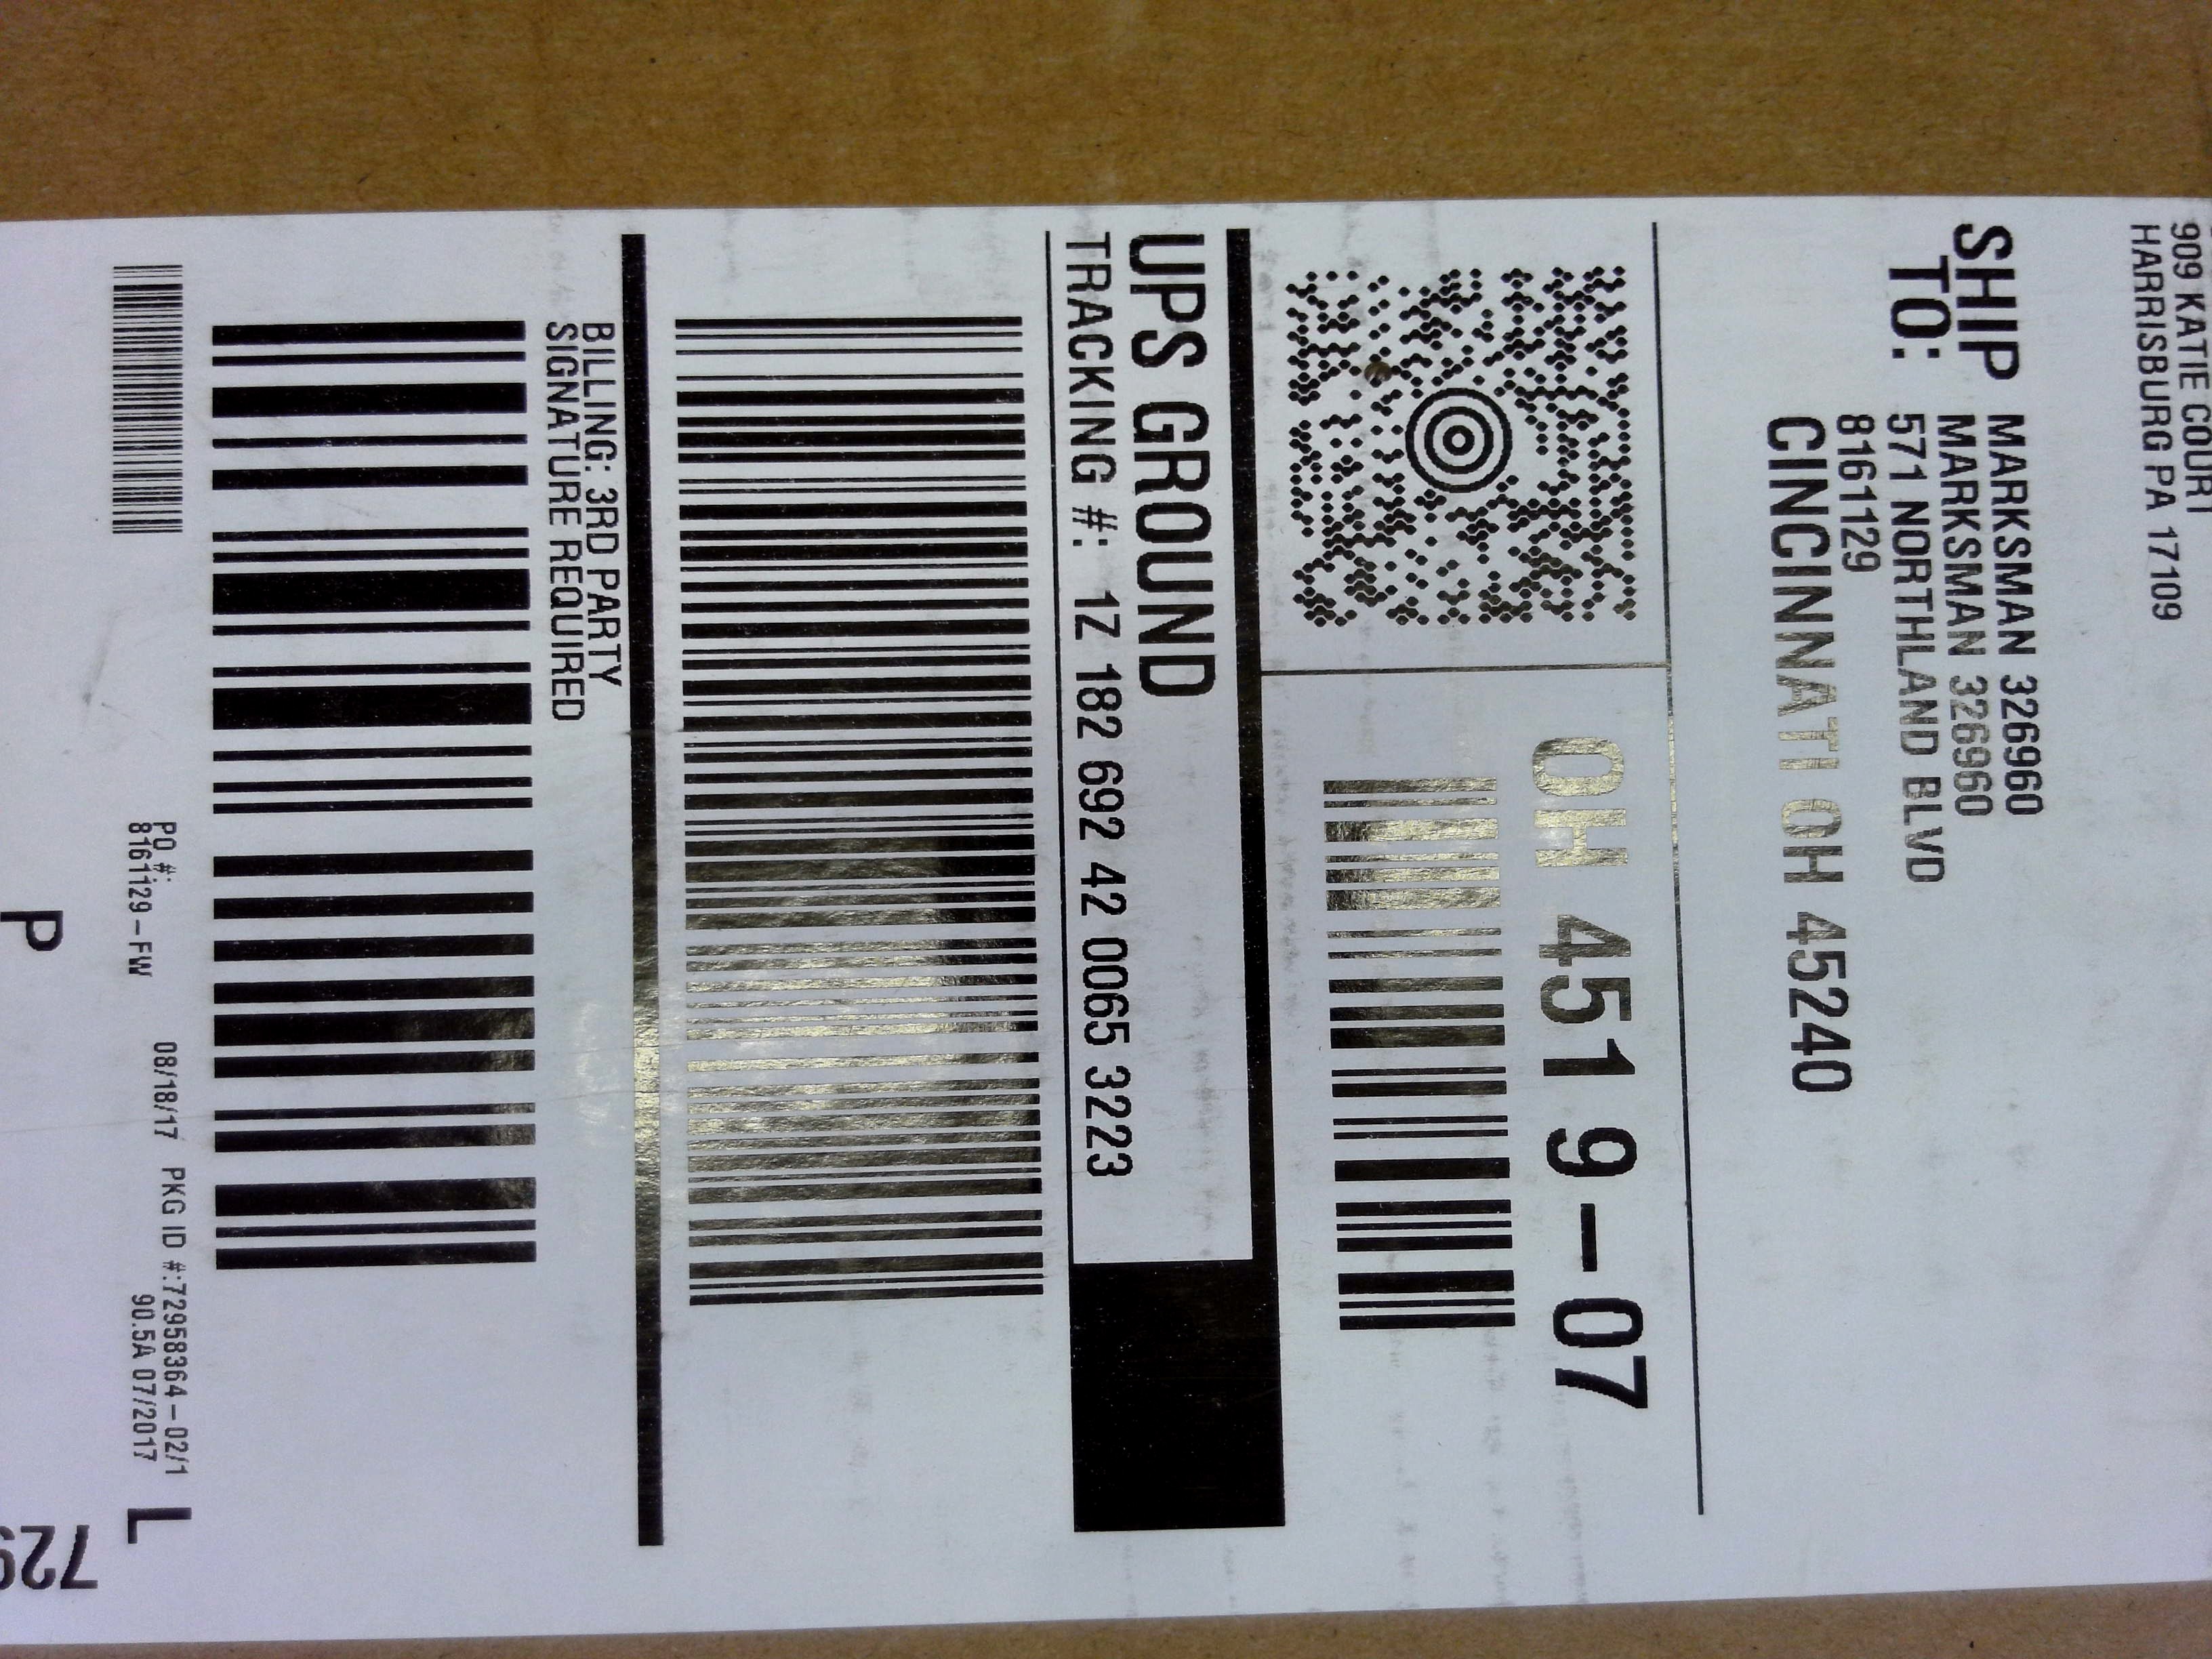 909 KATIE COURT
HARRISBURG PA 17109
SHIP
TO:
MARKSMAN 326960
MARKSMAN 326960
571 NORTHLAND BLVD
8161129
CINCINNATI OH 45240
OH 451 9-07
UPS GROUND
TRACKING #: 1Z 182 692 42 0065 3223
BILLING: 3RD PARTY
SIGNATURE REQUIRED
PO #:
8161129-FW
08/18/17 PKG ID #:72958364-02/1
90.5A 07/2017
L
P
729